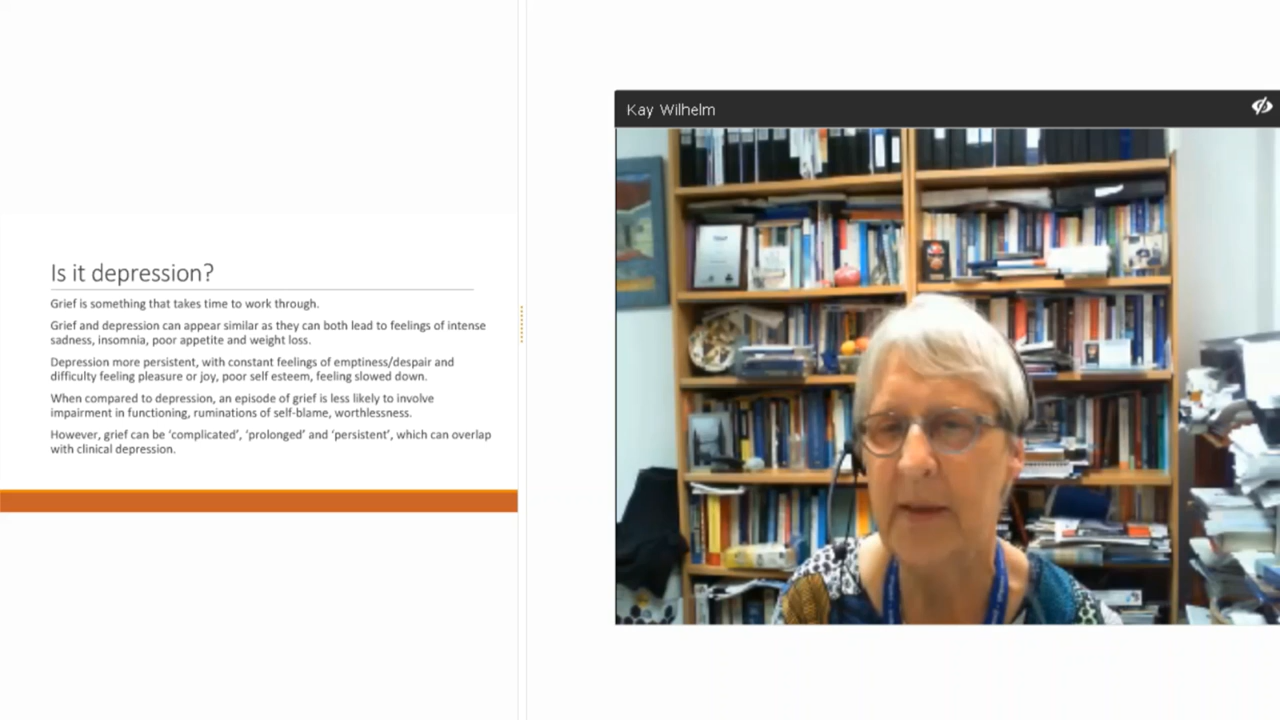 Is it depression?
Grief is something that takes time to work through.
Grief and depression can appear similar as they can both lead to feelings of intense
sadness, insomnia, poor appetite and weight loss.
Depression more persistent, with constant feelings of emptiness/despair and
difficulty feeling pleasure or joy, poor self esteem, feeling slowed down.
When compared to depression, an episode of grief is less likely to involve
impairment in functioning, ruminations of self-blame, worthlessness.
However, grief can be ‘complicated’, ‘prolonged’ and ‘persistent’, which can overlap
with clinical depression.
Kay Wilhelm